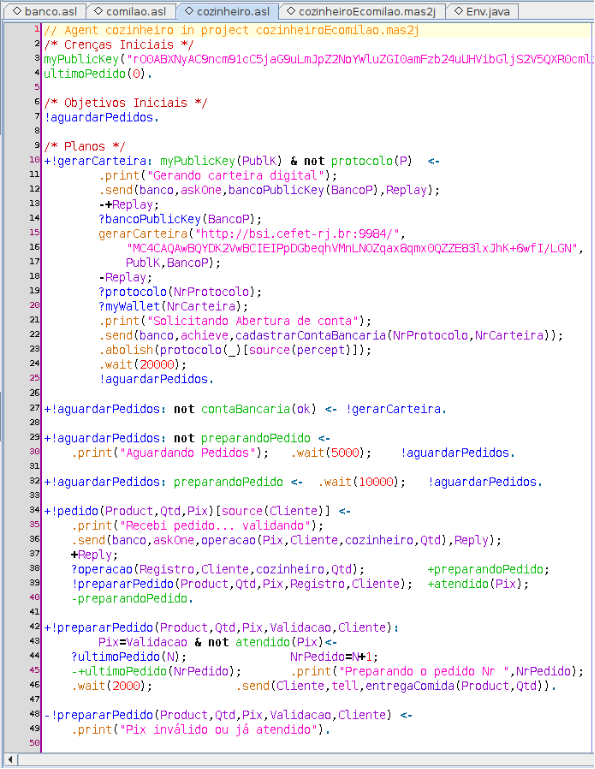 banco.asl comilao.asl cozinheiro.asl cozinheiroEcomilao.mas2j Env.java
1 // Agent cozinheiro in project cozinheiroEcomilao.mas2j
2 /* Crenças Iniciais */
3 myPublicKey("rO0ABXNyAC9ncm91cC5jaG9uLmJpZ2NoYWluZGI0amFzb24uUHVibGljS2V5QXR0cmli
4 ultimoPedido(0).
5
6 /* Objetivos Iniciais */
7 !aguardarPedidos.
8
9 /* Planos */
10 +!gerarCarteira: myPublicKey(PublK) & not protocolo(P) <-
11 .print("Gerando carteira digital");
12 .send(banco,askOne,bancoPublicKey(BancoP),Replay);
13 -+Replay;
14 ?bancoPublicKey(BancoP);
15 gerarCarteira("http://bsi.cefet-rj.br:9984/",
16 "MC4CAQAwBQYDK2VwBCIEIPpDGbeqhVMnLNOZqax8qmx0QZZE83lxJhK+6wfI/LGN",
17 PublK,BancoP);
18 -Replay;
19 ?protocolo(NrProtocolo);
20 ?myWallet(NrCarteira);
21 .print("Solicitando Abertura de conta");
22 .send(banco,achieve,cadastrarContaBancaria(NrProtocolo,NrCarteira));
23 .abolish(protocolo(_)[source(percept)]);
24 .wait(20000);
25 !aguardarPedidos.
26
27 +!aguardarPedidos: not contaBancaria(ok) <- !gerarCarteira.
28
29 +!aguardarPedidos: not preparandoPedido <-
30 .print("Aguardando Pedidos"); .wait(5000); !aguardarPedidos.
31
32 +!aguardarPedidos: preparandoPedido <- .wait(10000); !aguardarPedidos.
33
34 +!pedido(Product,Qtd,Pix)[source(Cliente)] <-
35 .print("Recebi pedido... validando");
36 .send(banco,askOne,operacao(Pix,Cliente,cozinheiro,Qtd),Reply);
37 +Reply;
38 ?operacao(Registro,Cliente,cozinheiro,Qtd); +preparandoPedido;
39 !prepararPedido(Product,Qtd,Pix,Registro,Cliente); +atendido(Pix);
40 -preparandoPedido.
41
42 +!prepararPedido(Product,Qtd,Pix,Validacao,Cliente):
43 Pix=Validacao & not atendido(Pix)<-
44 ?ultimoPedido(N); NrPedido=N+1;
45 -+ultimoPedido(NrPedido); .print("Preparando o pedido Nr ",NrPedido);
46 .wait(2000); .send(Cliente,tell,entregaComida(Product,Qtd)).
47
48 -!prepararPedido(Product,Qtd,Pix,Validacao,Cliente) <-
49 .print("Pix inválido ou já atendido").
50